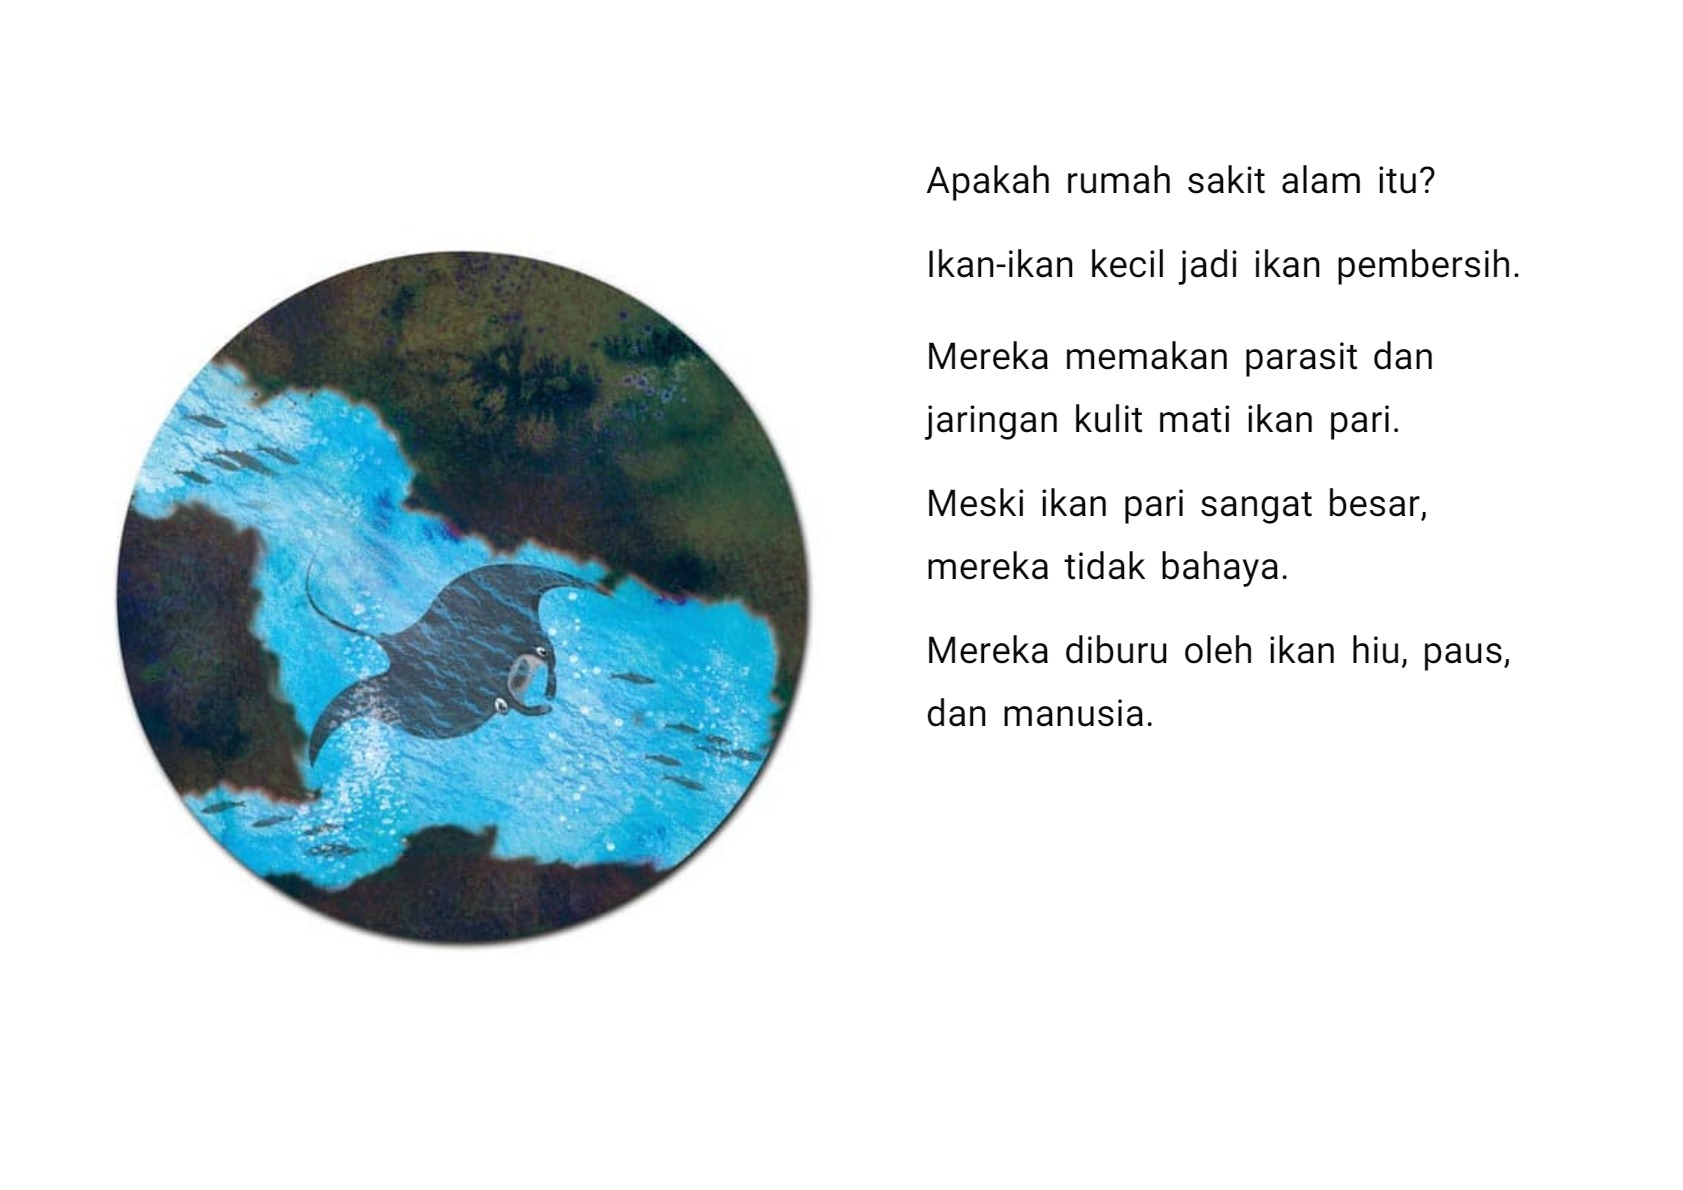 Apakah rumah sakit alam itu?
Ikan-ikan kecil jadi ikan pembersih.
Mereka memakan parasit dan
jaringan kulit mati ikan pari.
Meski ikan pari sangat besar,
mereka tidak bahaya.
Mereka diburu oleh ikan hiu, paus,
dan manusia.